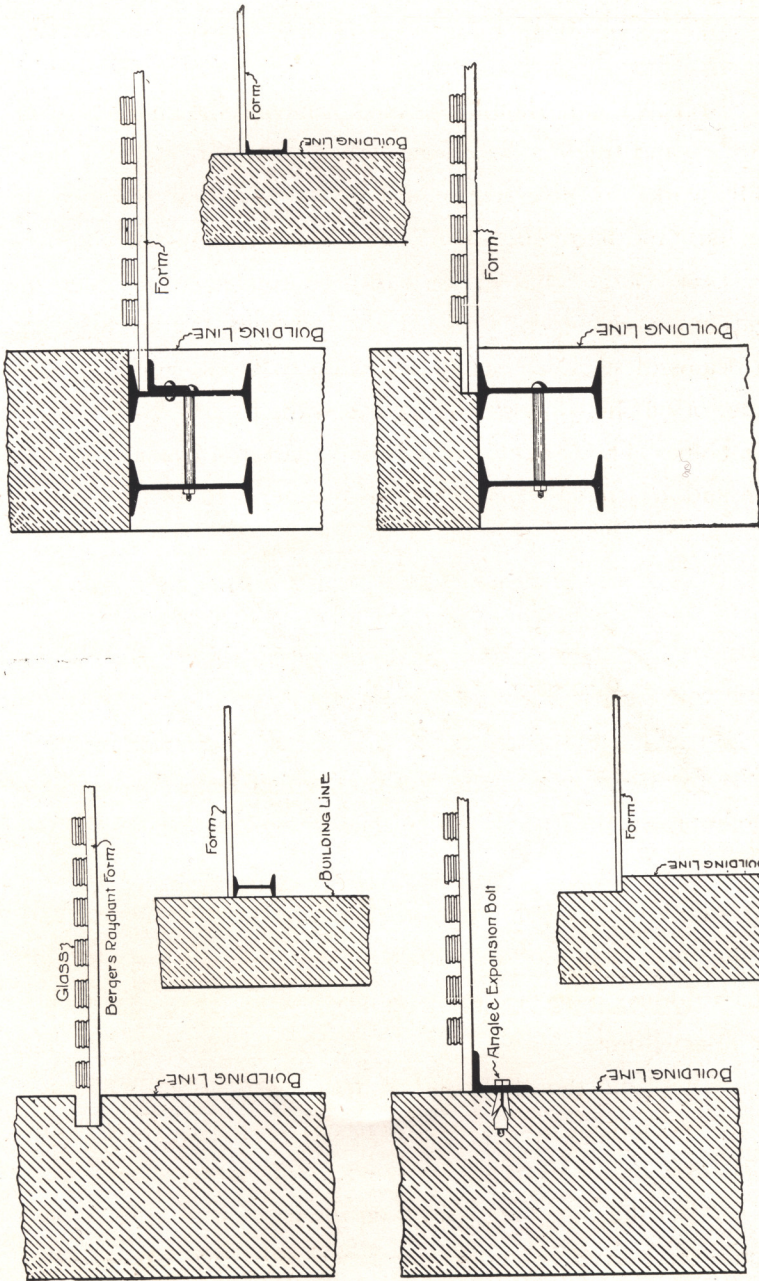 Form
BUILDING LINE
Form
BUILDING LINE
Form
BUILDING LINE
Glass
Bergers Raydiant Form
BUILDING LINE
Form
BUILDING LINE
Angle & Expansion Bolt
BUILDING LINE
Form
BUILDING LINE